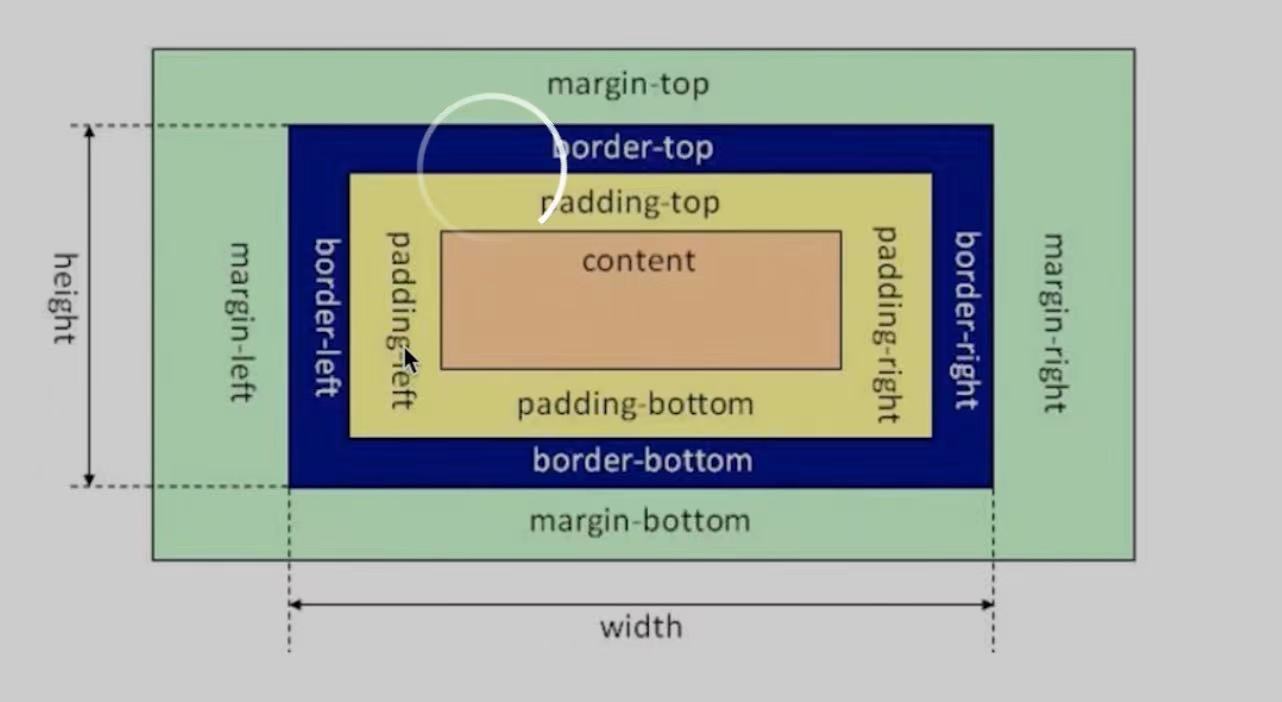 margin-top
border-top
padding-top
content
height
margin-left
border-left
padding-left
padding-right
border-right
margin-right
padding-bottom
border-bottom
margin-bottom
width